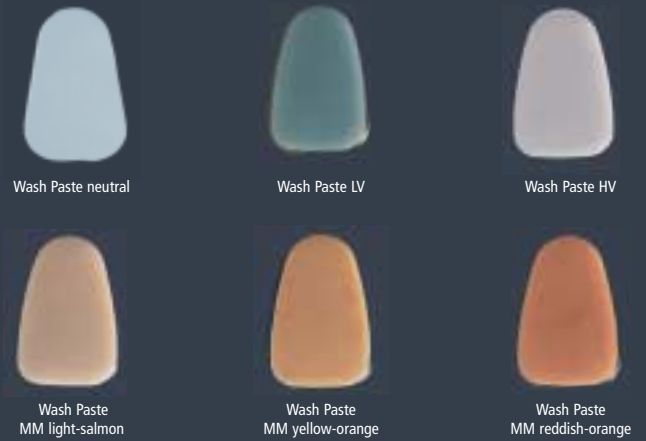 Wash Paste neutral
Wash Paste LV
Wash Paste HV
Wash Paste
MM light-salmon
Wash Paste
MM yellow-orange
Wash Paste
MM reddish-orange